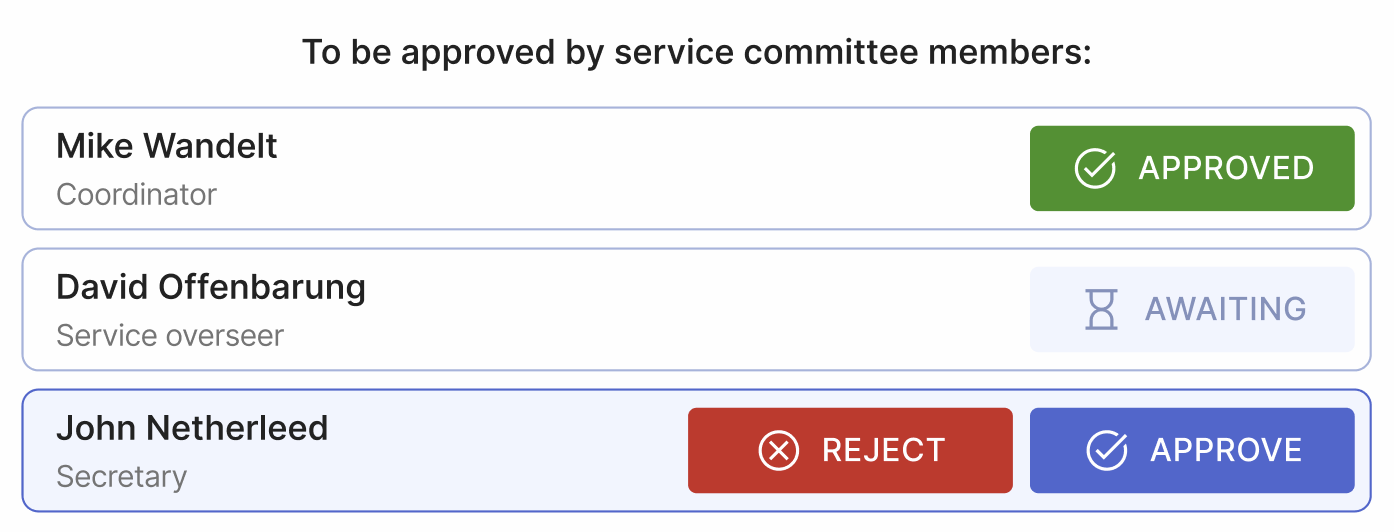 To be approved by service committee members:
Mike Wandelt
Coordinator
APPROVED
David Offenbarung
Service overseer
AWAITING
John Netherleed
Secretary
REJECT
APPROVE